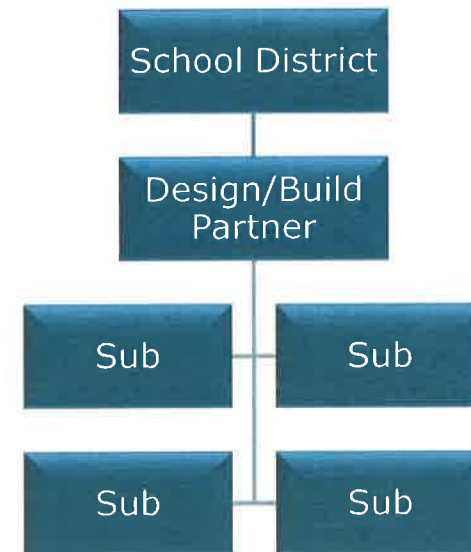 School District
Design/Build
Partner
Sub
Sub
Sub
Sub